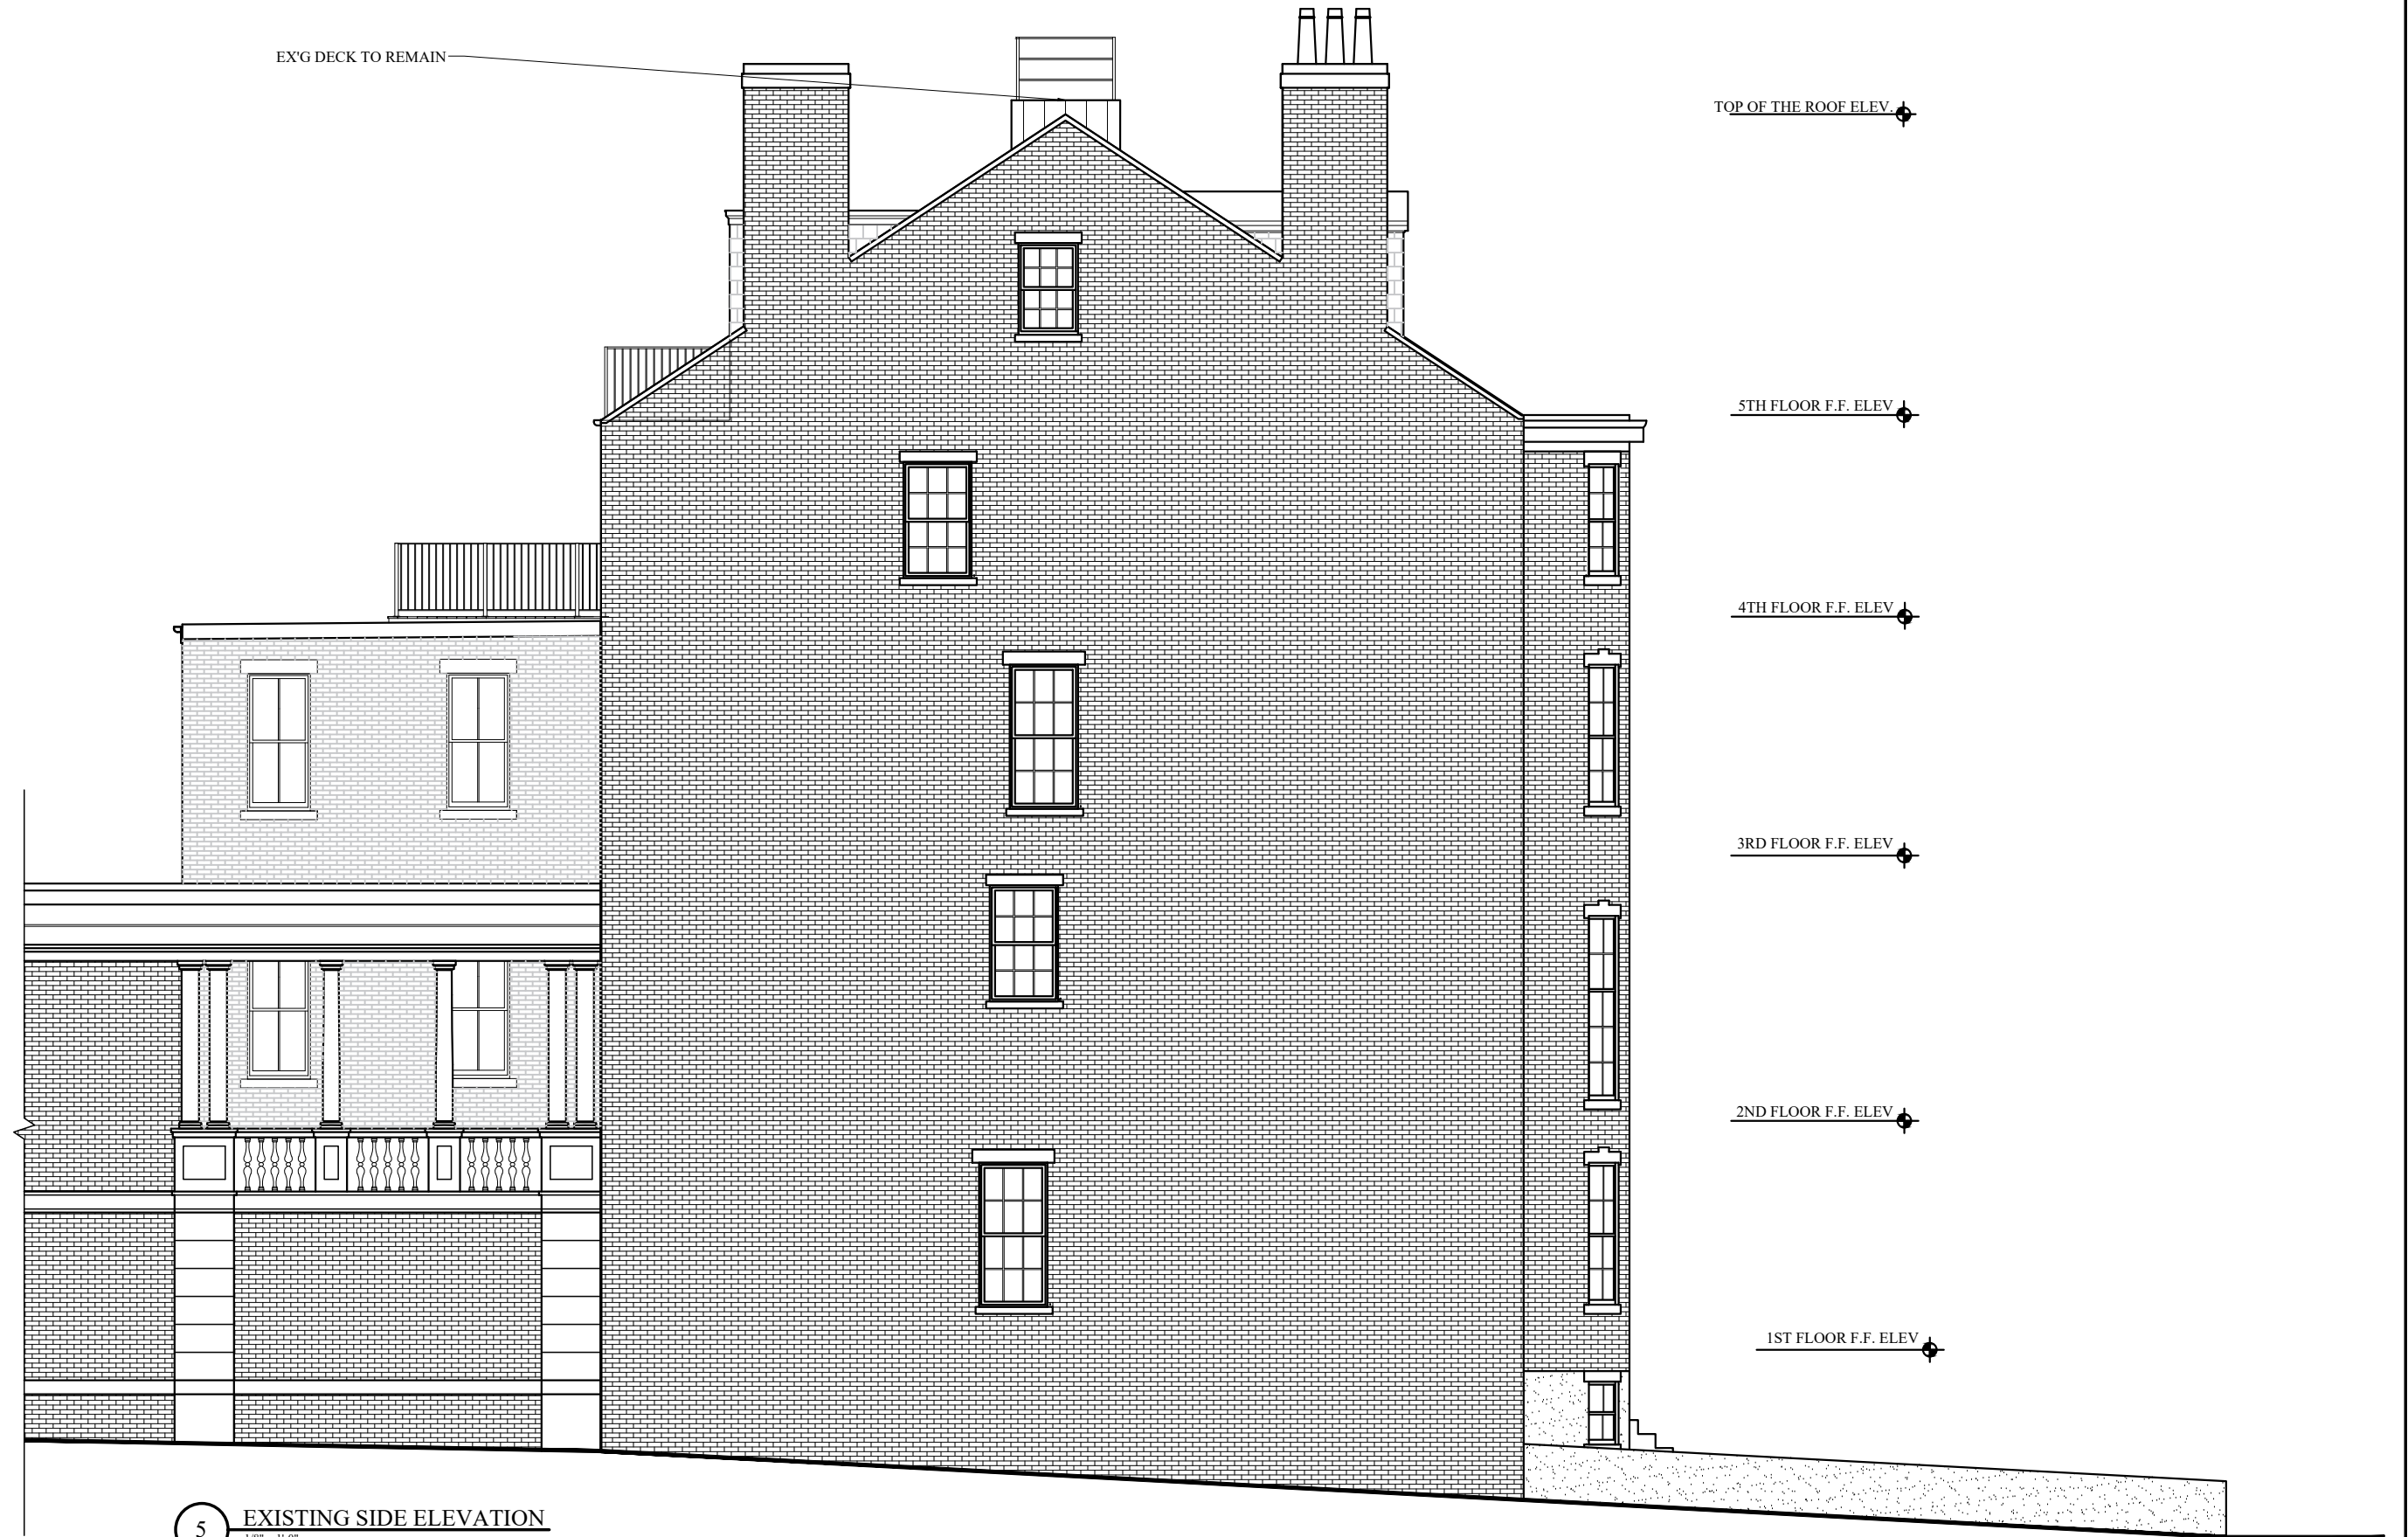 EX'G DECK TO REMAIN
TOP OF THE ROOF ELEV.
5TH FLOOR F.F. ELEV
4TH FLOOR F.F. ELEV
3RD FLOOR F.F. ELEV
2ND FLOOR F.F. ELEV
1ST FLOOR F.F. ELEV
5
EXISTING SIDE ELEVATION